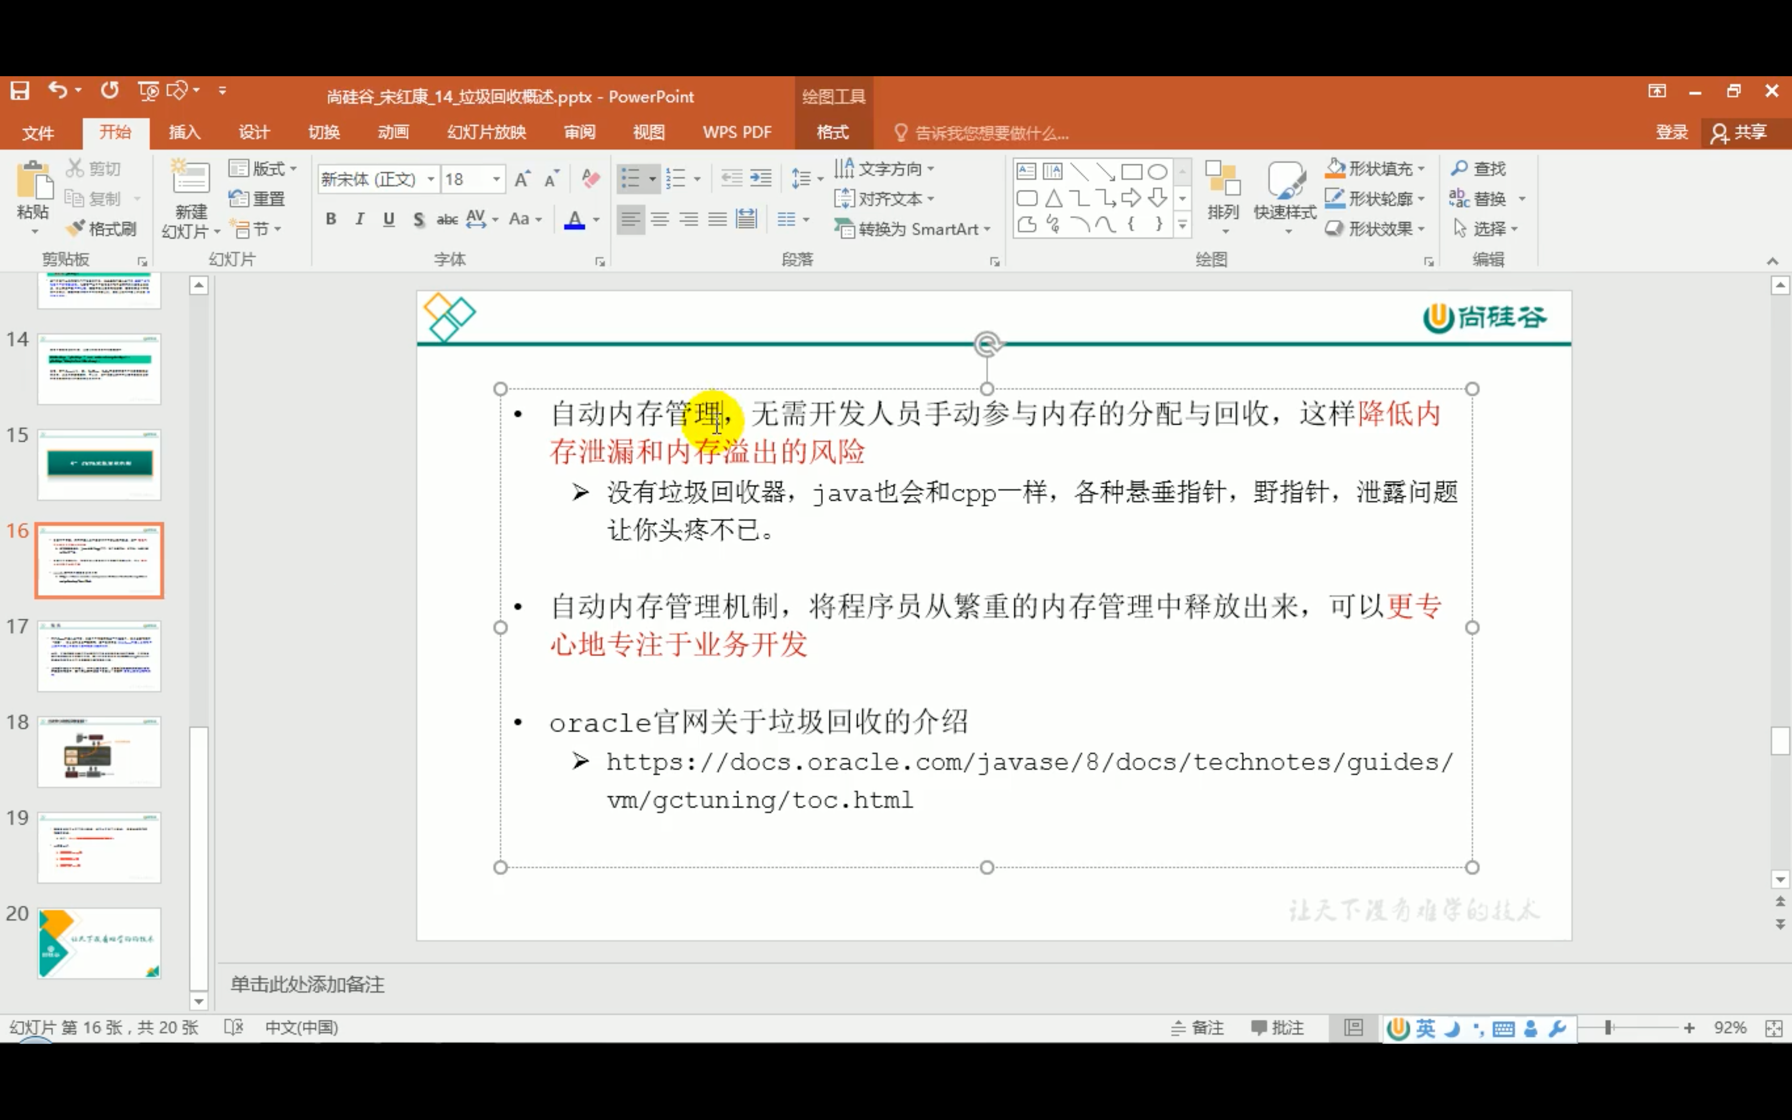 尚硅谷_宋红康_14_垃圾回收概述.pptx - PowerPoint
绘图工具
文件 开始 插入 设计 切换 动画 幻灯片放映 审阅 视图 WPS PDF 格式 告诉我您想要做什么... 登录 共享
粘贴
剪切
复制
格式刷
剪贴板
新建
幻灯片
版式
重置
节
幻灯片
新宋体 (正文) 18
B I U S abc AV Aa A
字体
文字方向
对齐文本
转换为 SmartArt
段落
排列
快速样式
形状填充
形状轮廓
形状效果
绘图
查找
替换
选择
编辑
14
15
16
17
18
19
20
尚硅谷
• 自动内存管理，无需开发人员手动参与内存的分配与回收，这样降低内
存泄漏和内存溢出的风险
➢ 没有垃圾回收器，java也会和cpp一样，各种悬垂指针，野指针，泄露问题
让你头疼不已。
• 自动内存管理机制，将程序员从繁重的内存管理中释放出来，可以更专
心地专注于业务开发
• oracle官网关于垃圾回收的介绍
➢ https://docs.oracle.com/javase/8/docs/technotes/guides/
vm/gctuning/toc.html
让天下没有难学的技术
单击此处添加备注
幻灯片 第 16 张，共 20 张 中文(中国) 备注 批注 英 92%